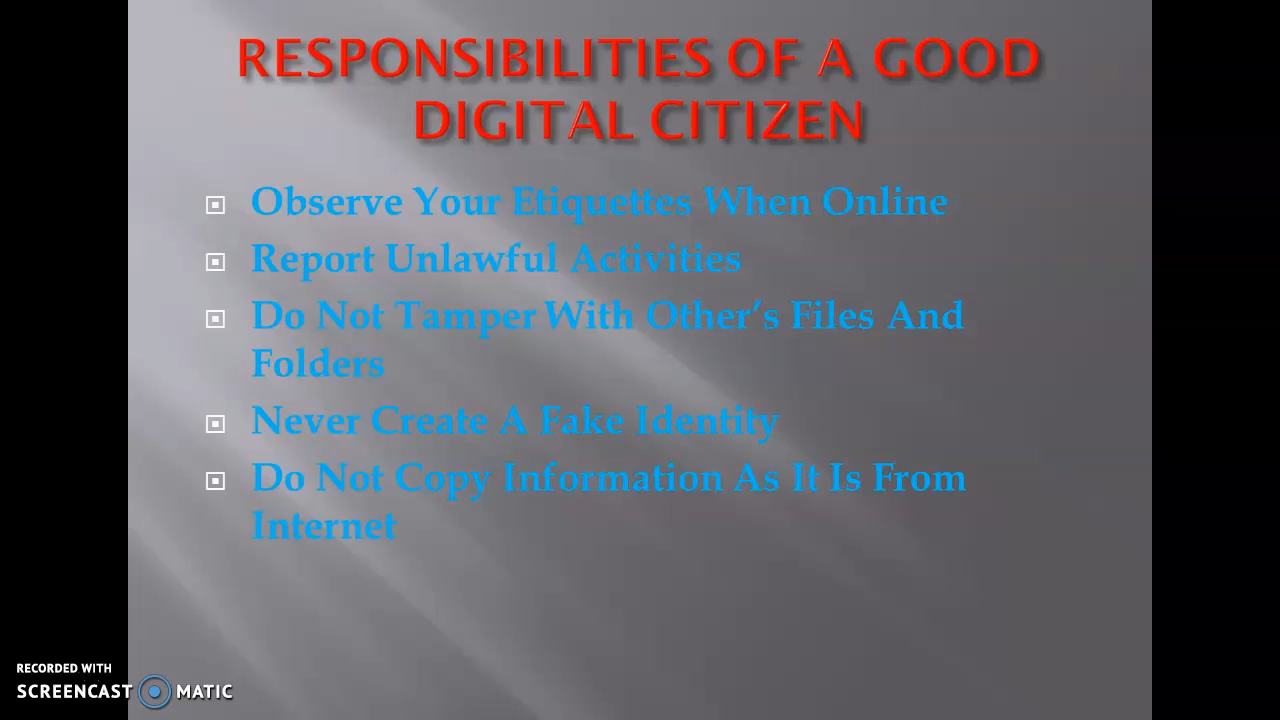 RESPONSIBILITIES OF A GOOD
DIGITAL CITIZEN
Observe Your Etiquettes When Online
Report Unlawful Activities
Do Not Tamper With Other’s Files And
Folders
Never Create A Fake Identity
Do Not Copy Information As It Is From
Internet
RECORDED WITH
SCREENCAST MATIC